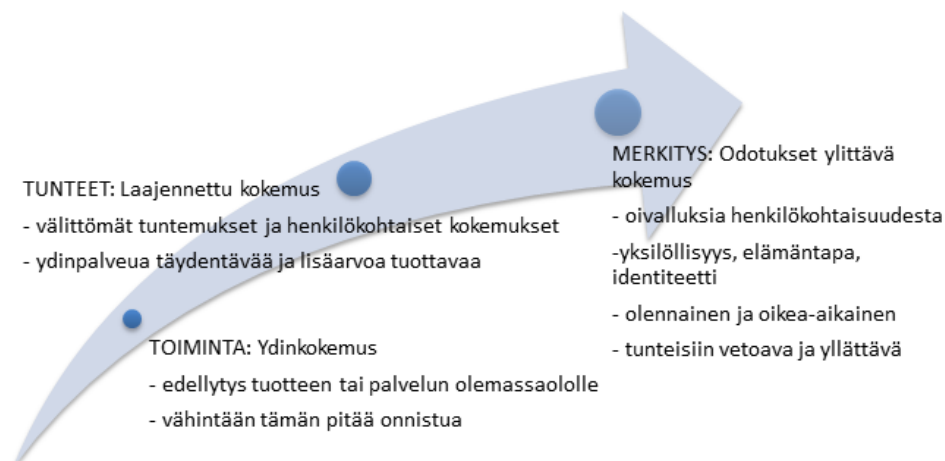 TUNTEET: Laajennettu kokemus
- välittömät tuntemukset ja henkilökohtaiset kokemukset
- ydinpalveua täydentävää ja lisäarvoa tuottavaa
TOIMINTA: Ydinkokemus
- edellytys tuotteen tai palvelun olemassaololle
- vähintään tämän pitää onnistua
MERKITYS: Odotukset ylittävä
kokemus
- oivalluksia henkilökohtaisuudesta
-yksilöllisyys, elämäntapa,
identiteetti
- olennainen ja oikea-aikainen
- tunteisiin vetoava ja yllättävä